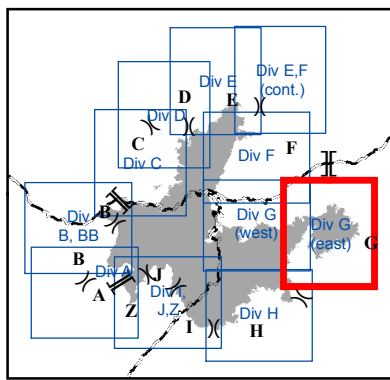 Div E
Div E,F
(cont.)
D
E
Div D
C
Div C
Div F
F
Div
B
B, BB
Div G
(west)
Div G
(east)
G
B
Div A
J
A
Z
Div I,
J,Z
I
Div H
H